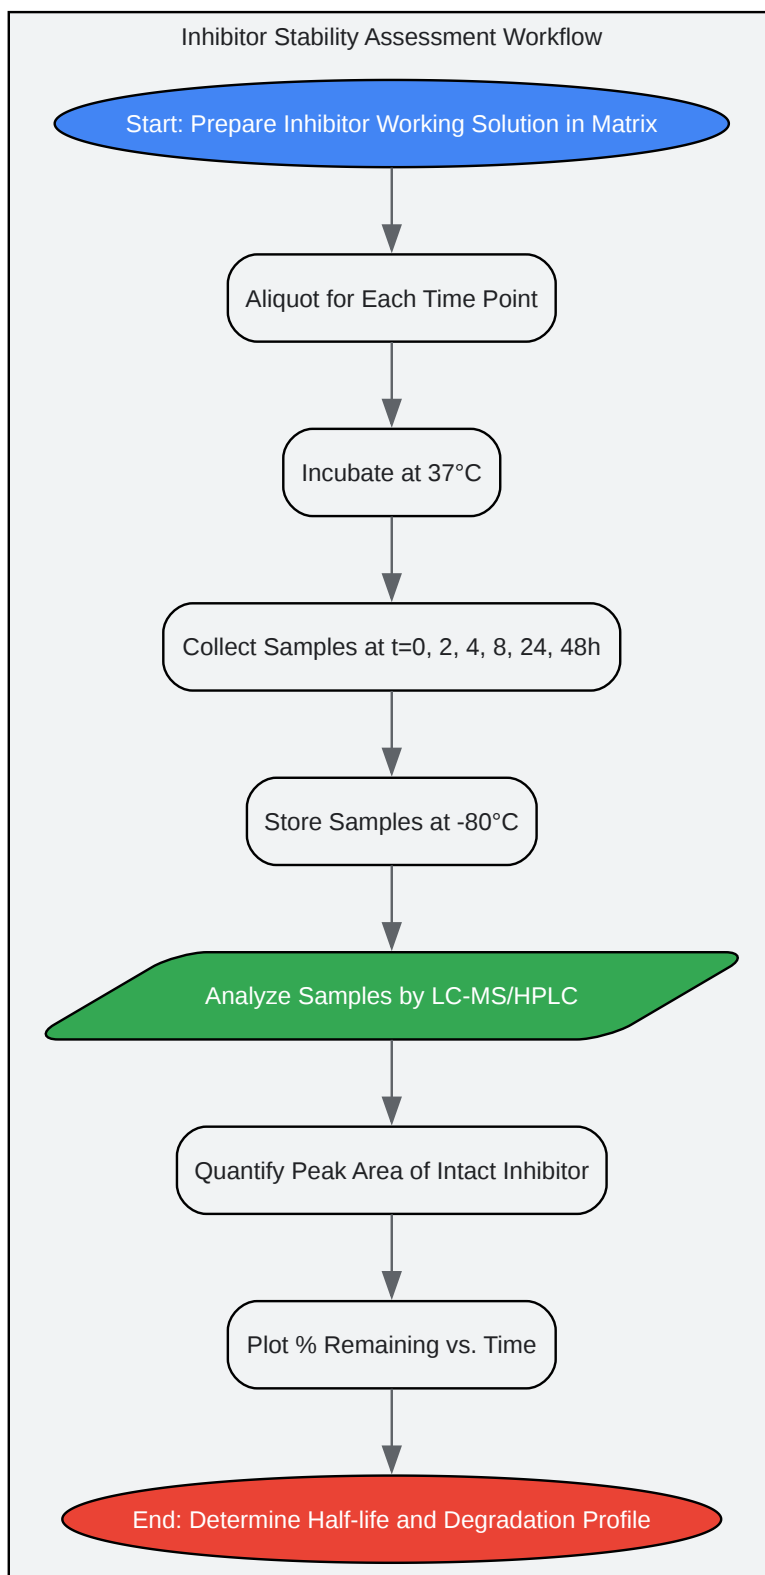 Inhibitor Stability Assessment Workflow
Start: Prepare Inhibitor Working Solution in Matrix
Aliquot for Each Time Point
Incubate at 37°C
Collect Samples at t=0, 2, 4, 8, 24, 48h
Store Samples at -80°C
Analyze Samples by LC-MS/HPLC
Quantify Peak Area of Intact Inhibitor
Plot % Remaining vs. Time
End: Determine Half-life and Degradation Profile